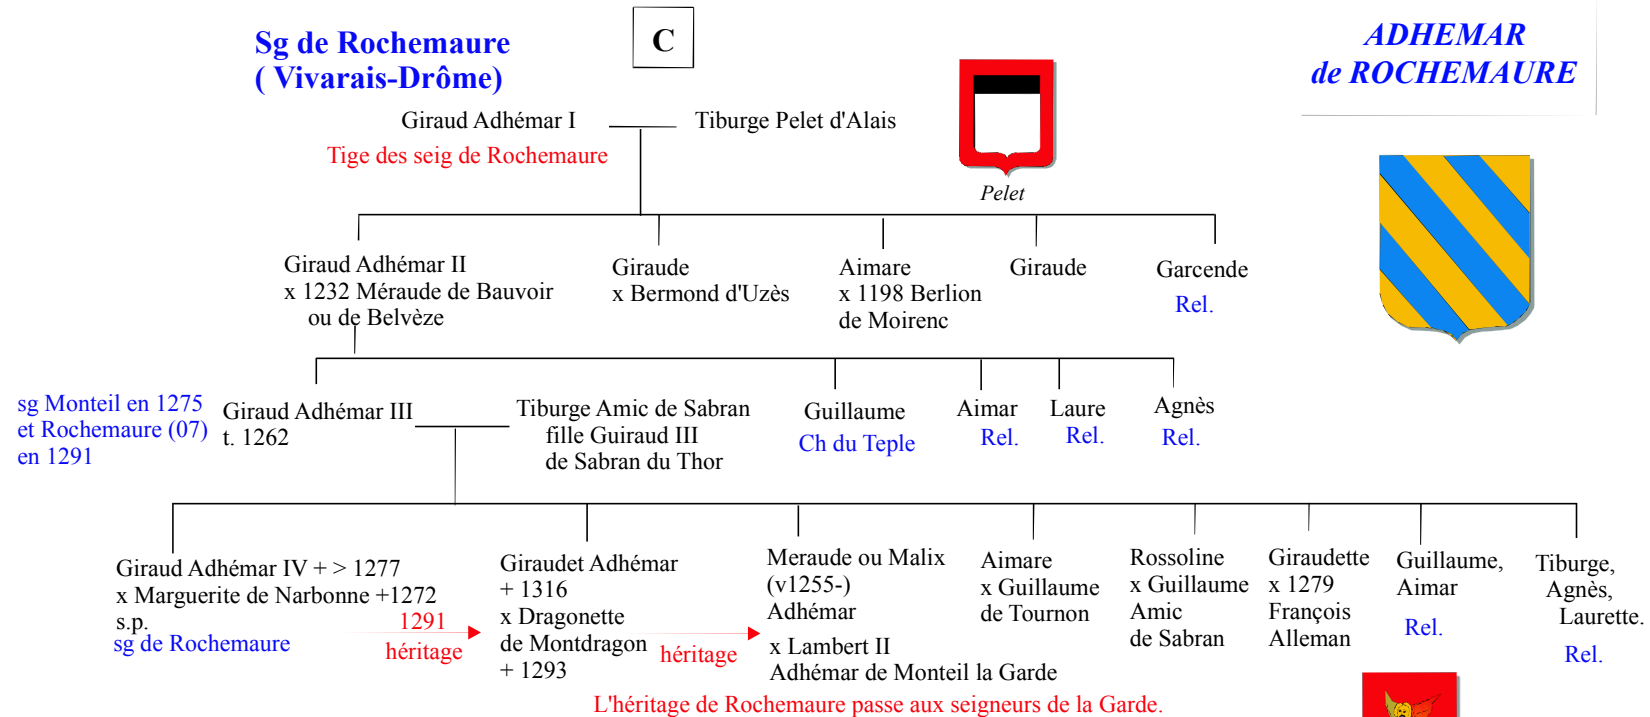 Sg de Rochemaure
( Vivarais-Drôme)
C
ADHEMAR
de ROCHEMAURE
Giraud Adhémar I
Tiburge Pelet d'Alais
Tige des seig de Rochemaure
Pelet
Giraud Adhémar II
x 1232 Méraude de Bauvoir
ou de Belvèze
Giraude
x Bermond d'Uzès
Aimare
x 1198 Berlion
de Moirenc
Giraude
Garcende
Rel.
sg Monteil en 1275
et Rochemaure (07)
en 1291
Giraud Adhémar III
t. 1262
Tiburge Amic de Sabran
fille Guiraud III
de Sabran du Thor
Guillaume
Ch du Teple
Aimar
Rel.
Laure
Rel.
Agnès
Rel.
Giraud Adhémar IV + > 1277
x Marguerite de Narbonne +1272
s.p.
sg de Rochemaure
1291
héritage
Giraudet Adhémar
+ 1316
x Dragonette
de Montdragon
+ 1293
héritage
Meraude ou Malix
(v1255-)
Adhémar
x Lambert II
Adhémar de Monteil la Garde
Aimare
x Guillaume
de Tournon
Rossoline
x Guillaume
Amic
de Sabran
Giraudette
x 1279
François
Alleman
Guillaume,
Aimar
Rel.
Tiburge,
Agnès,
Laurette.
Rel.
L'héritage de Rochemaure passe aux seigneurs de la Garde.